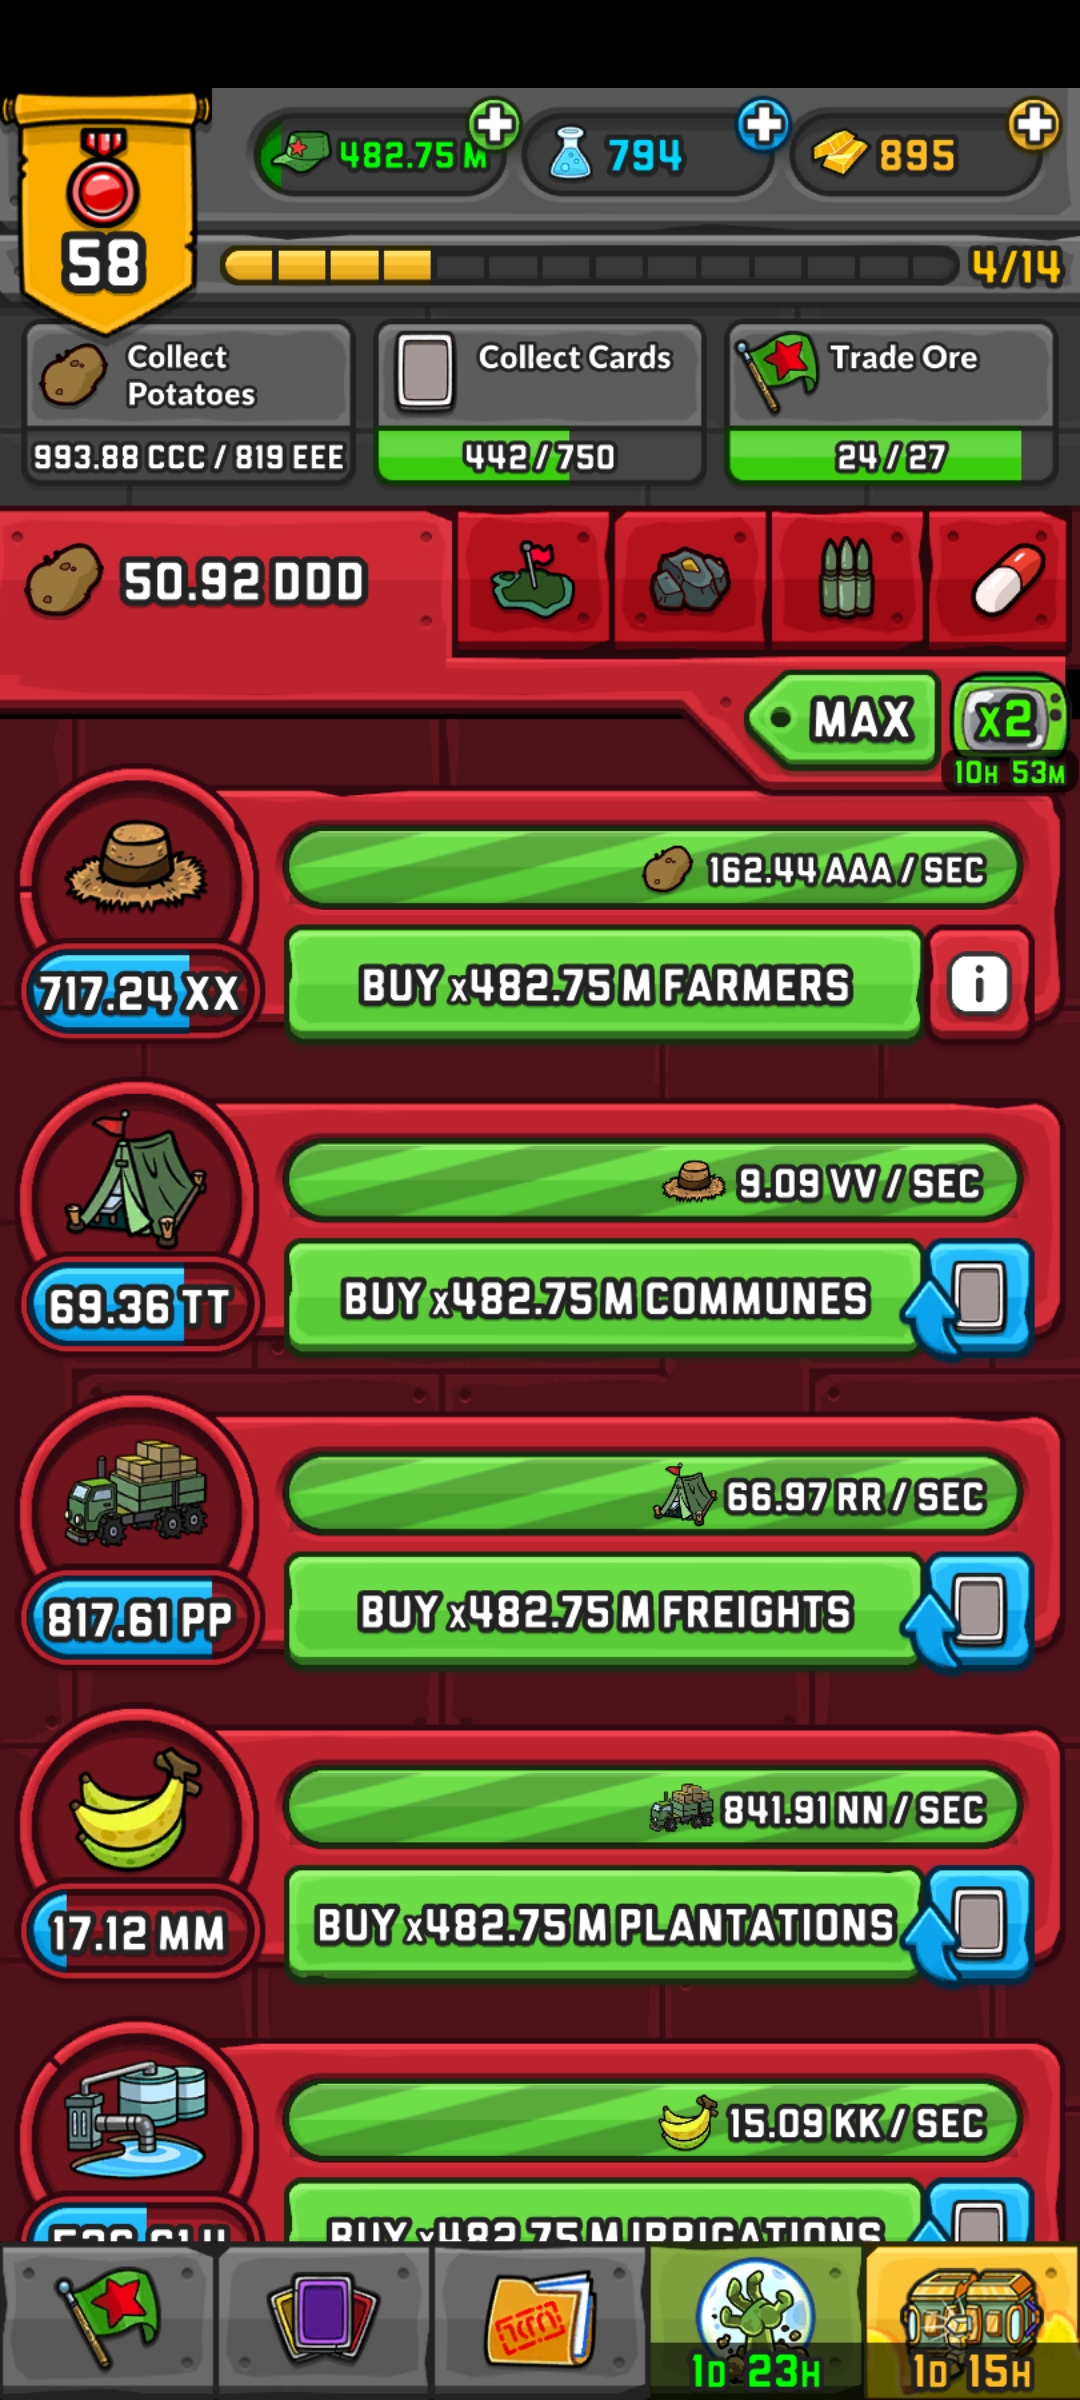 482.75 M
794
895
58
4/14
Collect Potatoes
993.88 CCC / 819 EEE
Collect Cards
442/750
Trade Ore
24/27
50.92 DDD
MAX
x2
10H 53M
162.44 AAA / SEC
717.24 XX
BUY x482.75 M FARMERS
i
9.09 VV / SEC
69.36 TT
BUY x482.75 M COMMUNES
66.97 RR / SEC
817.61 PP
BUY x482.75 M FREIGHTS
841.91 NN / SEC
17.12 MM
BUY x482.75 M PLANTATIONS
15.09 KK / SEC
BUY x482.75 M IRRIGATIONS
1D 23H
1D 15H